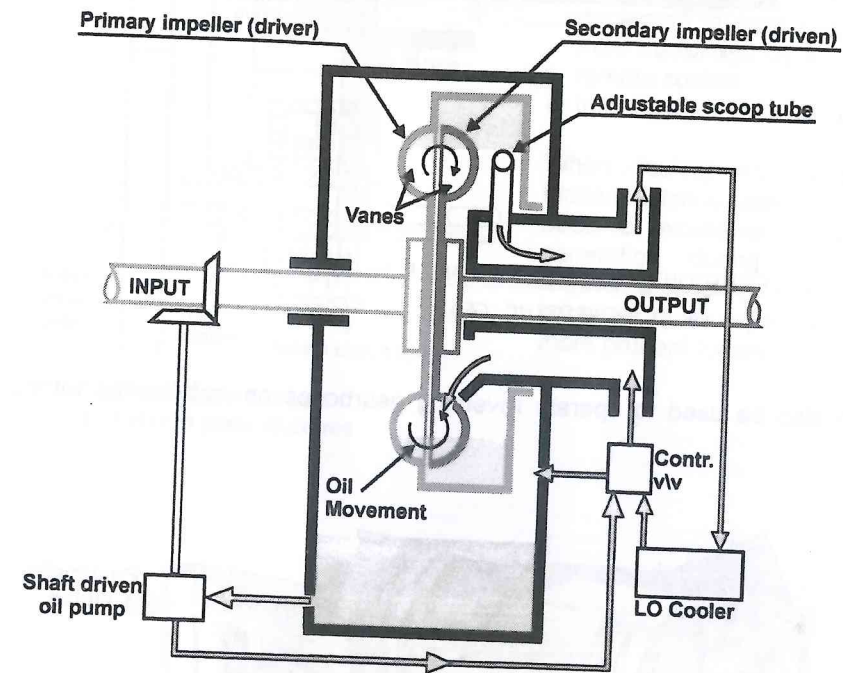 Primary impeller (driver)
Secondary impeller (driven)
Adjustable scoop tube
Vanes
INPUT
OUTPUT
Oil
Movement
Contr.
v\v
Shaft driven
oil pump
LO Cooler